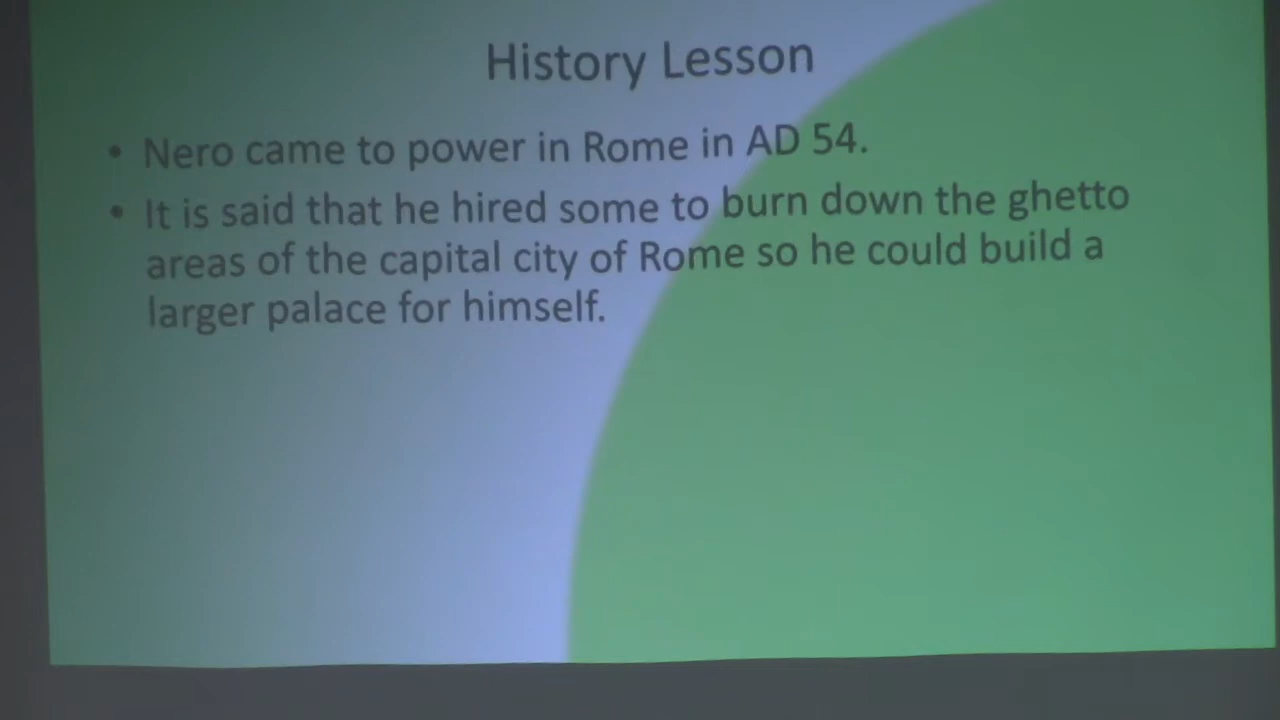 History Lesson
• Nero came to power in Rome in AD 54.
• It is said that he hired some to burn down the ghetto
areas of the capital city of Rome so he could build a
larger palace for himself.